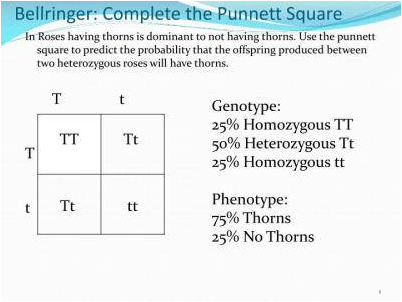 Bellringer: Complete the Punnett Square
In Roses having thorns is dominant to not having thorns. Use the punnett
square to predict the probability that the offspring produced between
two heterozygous roses will have thorns.
T t
T TT Tt
t Tt tt
Genotype:
25% Homozygous TT
50% Heterozygous Tt
25% Homozygous tt
Phenotype:
75% Thorns
25% No Thorns